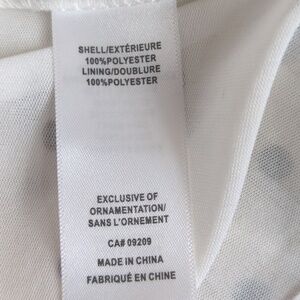 SHELL/EXTÉRIEURE
100%POLYESTER
LINING/DOUBLURE
100%POLYESTER
EXCLUSIVE OF
ORNAMENTATION/
SANS L'ORNEMENT
CA# 09209
MADE IN CHINA
FABRIQUÉ EN CHINE